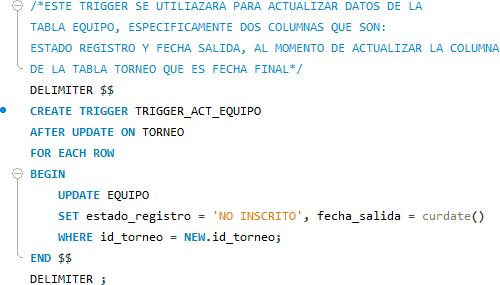 /*ESTE TRIGGER SE UTILIAZARA PARA ACTUALIZAR DATOS DE LA
TABLA EQUIPO, ESPECIFICAMENTE DOS COLUMNAS QUE SON:
ESTADO REGISTRO Y FECHA SALIDA, AL MOMENTO DE ACTUALIZAR LA COLUMNA
DE LA TABLA TORNEO QUE ES FECHA FINAL*/
DELIMITER $$
CREATE TRIGGER TRIGGER_ACT_EQUIPO
AFTER UPDATE ON TORNEO
FOR EACH ROW
BEGIN
    UPDATE EQUIPO
    SET estado_registro = 'NO INSCRITO', fecha_salida = curdate()
    WHERE id_torneo = NEW.id_torneo;
END $$
DELIMITER ;